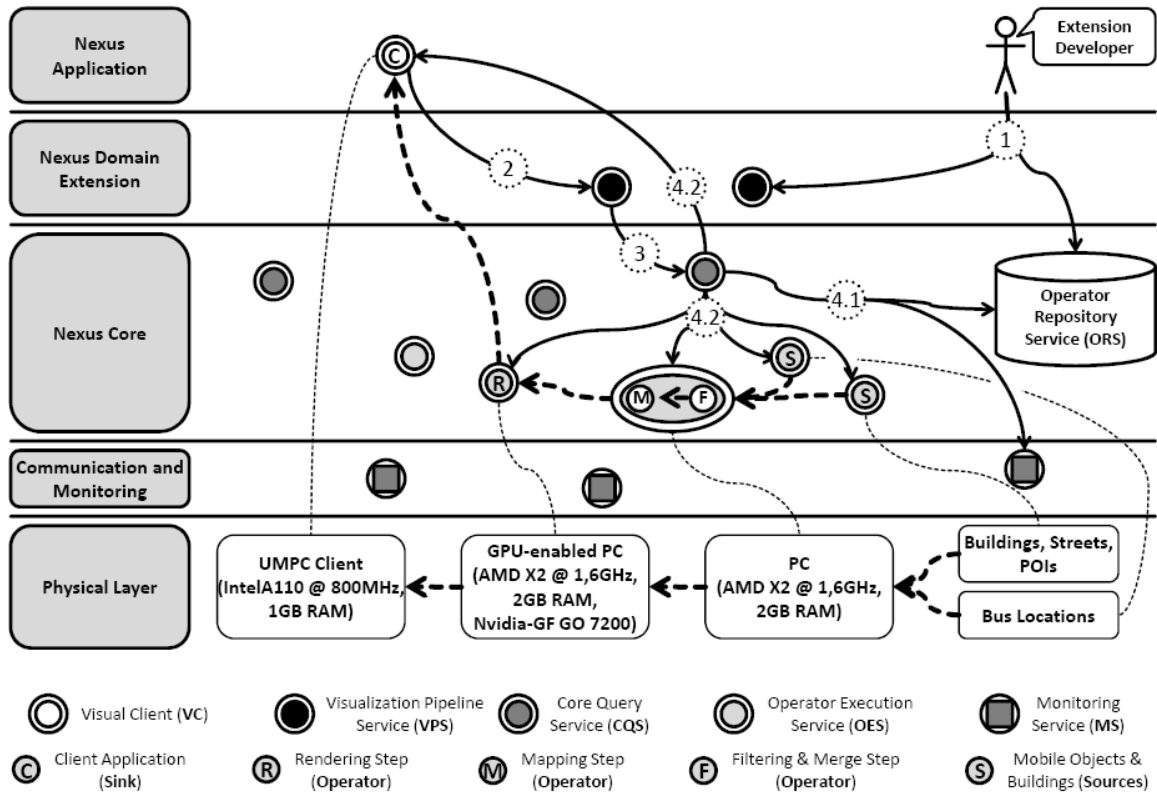 Nexus
Application
C
Extension
Developer
Nexus Domain
Extension
2
4.2
1
3
Nexus Core
4.1
4.2
Operator
Repository
Service (ORS)
R
M
F
S
S
Communication and
Monitoring
Physical Layer
UMPC Client
(IntelA110 @ 800MHz,
1GB RAM)
GPU-enabled PC
(AMD X2 @ 1,6GHz,
2GB RAM,
Nvidia-GF GO 7200)
PC
(AMD X2 @ 1,6GHz,
2GB RAM)
Buildings, Streets,
POIs
Bus Locations
Visual Client (VC)
Visualization Pipeline
Service (VPS)
Core Query
Service (CQS)
Operator Execution
Service (OES)
Monitoring
Service (MS)
C
Client Application
(Sink)
R
Rendering Step
(Operator)
M
Mapping Step
(Operator)
F
Filtering & Merge Step
(Operator)
S
Mobile Objects &
Buildings (Sources)